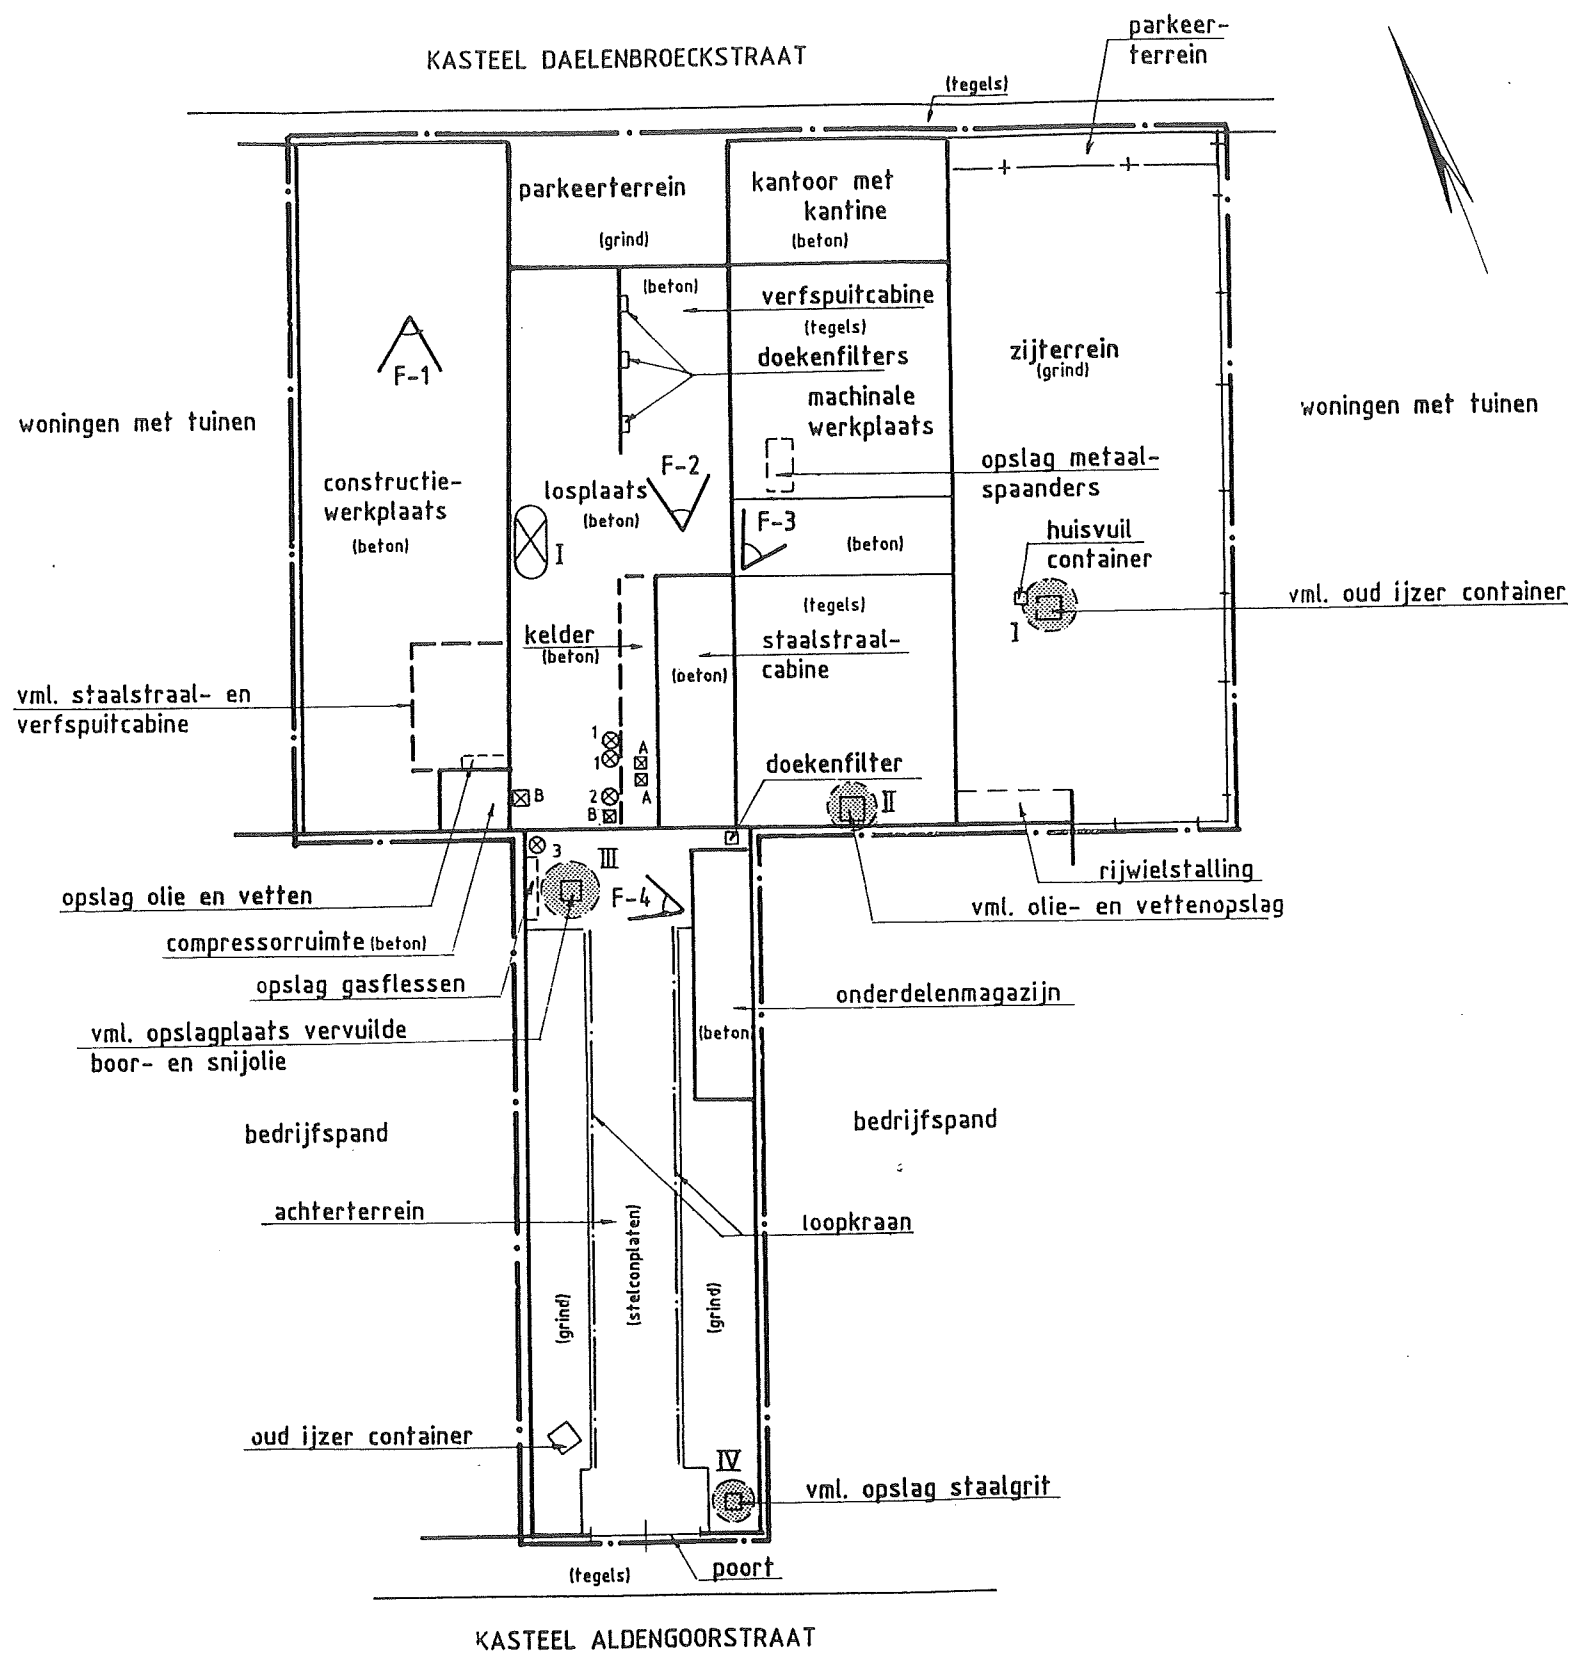 parkeer-
terrein
KASTEEL DAELENBROECKSTRAAT
(tegels)
parkeerterrein
(grind)
kantoor met
kantine
(beton)
(beton)
verfspuitcabine
(tegels)
doekenfilters
zijterrein
(grind)
F-1
machinale
werkplaats
woningen met tuinen
woningen met tuinen
F-2
opslag metaal-
spaanders
constructie-
werkplaats
(beton)
losplaats
(beton)
F-3
(beton)
I
huisvuil
container
vml. oud ijzer container
I
(tegels)
kelder
(beton)
staalstraal-
cabine
(beton)
vml. staalstraal- en
verfspuitcabine
1
A
1
A
doekenfilter
B
2
B
II
3
III
F-4
rijwielstalling
opslag olie en vetten
vml. olie- en vettenopslag
compressorruimte (beton)
opslag gasflessen
onderdelenmagazijn
(beton)
vml. opslagplaats vervuilde
boor- en snijolie
bedrijfspand
bedrijfspand
achterterrein
loopkraan
(stelconplaten)
(grind)
(grind)
oud ijzer container
IV
vml. opslag staalgrit
(tegels)
poort
KASTEEL ALDENGOORSTRAAT